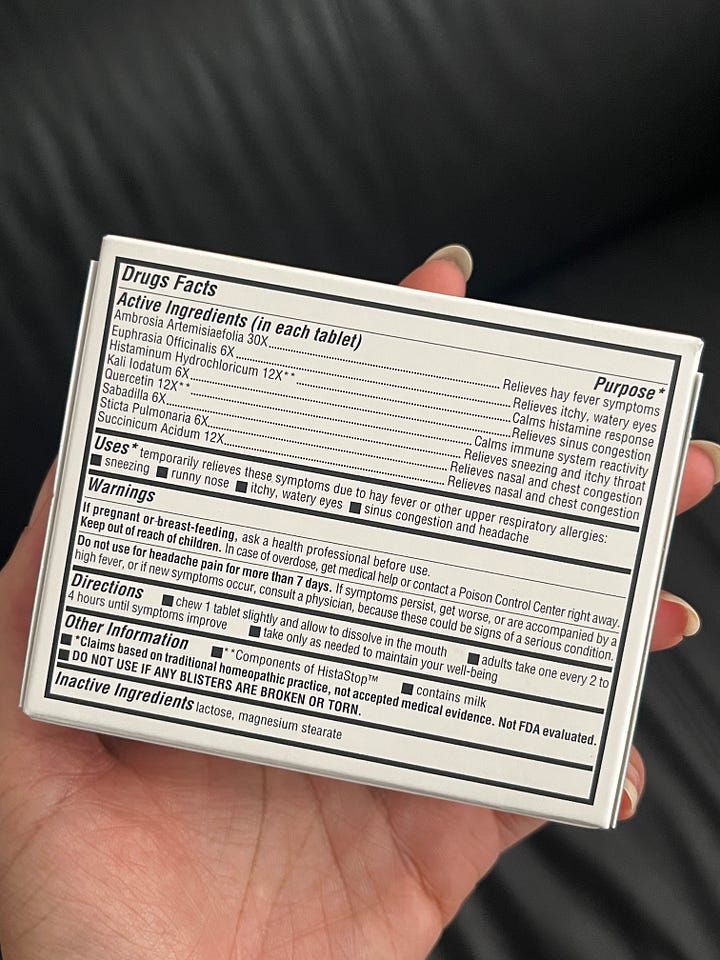 Drugs Facts
Active Ingredients (in each tablet) Purpose*
Ambrosia Artemisiaefolia 30X Relieves hay fever symptoms
Euphrasia Officinalis 6X Relieves itchy, watery eyes
Histaminum Hydrochloricum 12X** Calms histamine response
Kali Iodatum 6X Relieves sinus congestion
Quercetin 12X** Calms immune system reactivity
Sabadilla 6X Relieves sneezing and itchy throat
Sticta Pulmonaria 6X Relieves nasal and chest congestion
Succinicum Acidum 12X Relieves nasal and chest congestion
Uses* temporarily relieves these symptoms due to hay fever or other upper respiratory allergies:
■ sneezing ■ runny nose ■ itchy, watery eyes ■ sinus congestion and headache
Warnings
If pregnant or-breast-feeding, ask a health professional before use.
Keep out of reach of children. In case of overdose, get medical help or contact a Poison Control Center right away.
Do not use for headache pain for more than 7 days. If symptoms persist, get worse, or are accompanied by a
high fever, or if new symptoms occur, consult a physician, because these could be signs of a serious condition.
Directions ■ chew 1 tablet slightly and allow to dissolve in the mouth ■ adults take one every 2 to
4 hours until symptoms improve ■ take only as needed to maintain your well-being
Other Information ■ **Components of HistaStop™ ■ contains milk
■ *Claims based on traditional homeopathic practice, not accepted medical evidence. Not FDA evaluated.
■ DO NOT USE IF ANY BLISTERS ARE BROKEN OR TORN.
Inactive Ingredients lactose, magnesium stearate